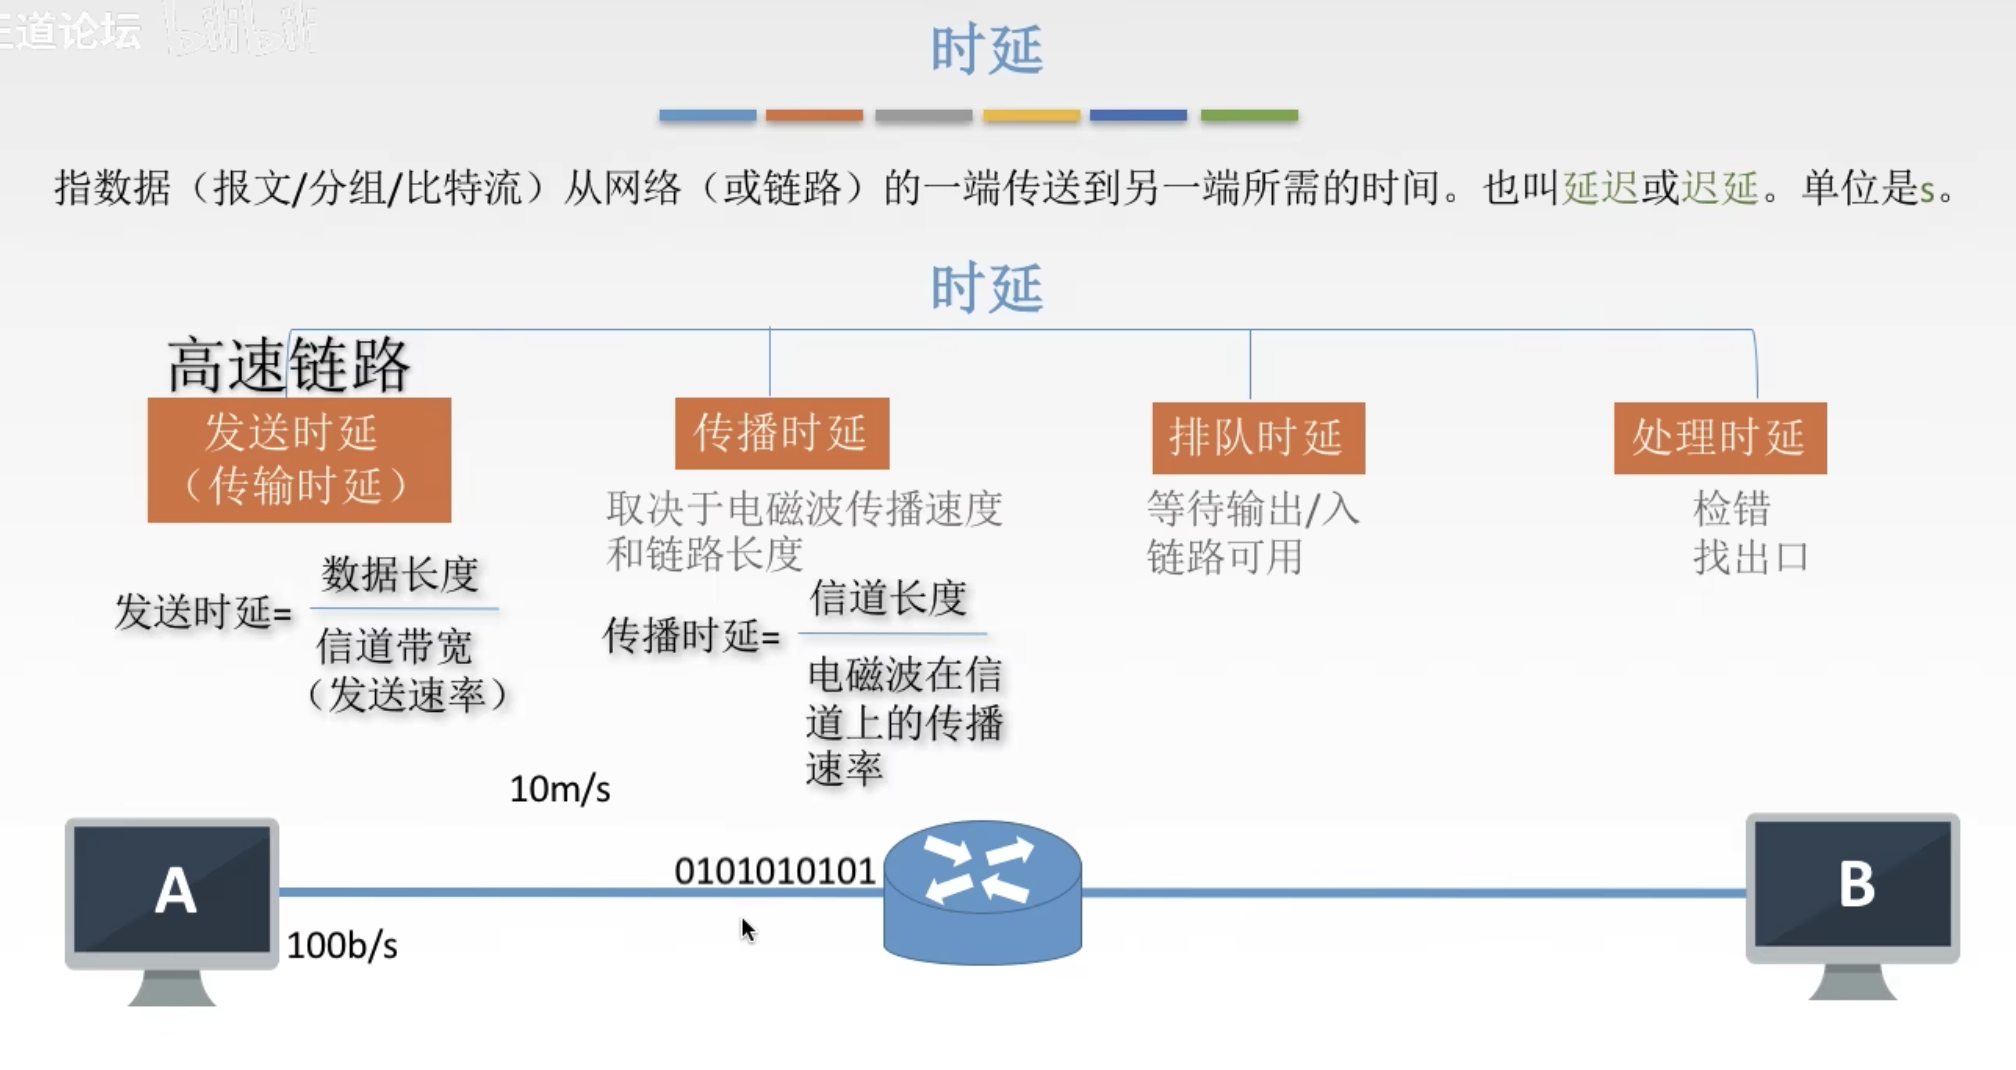 王道论坛 bilibili
时延
指数据（报文/分组/比特流）从网络（或链路）的一端传送到另一端所需的时间。也叫延迟或迟延。单位是s。
时延
高速链路
发送时延
（传输时延）
传播时延
排队时延
处理时延
取决于电磁波传播速度
和链路长度
等待输出/入
链路可用
检错
找出口
发送时延=
数据长度
信道带宽
（发送速率）
传播时延=
信道长度
电磁波在信
道上的传播
速率
10m/s
A
0101010101
B
100b/s